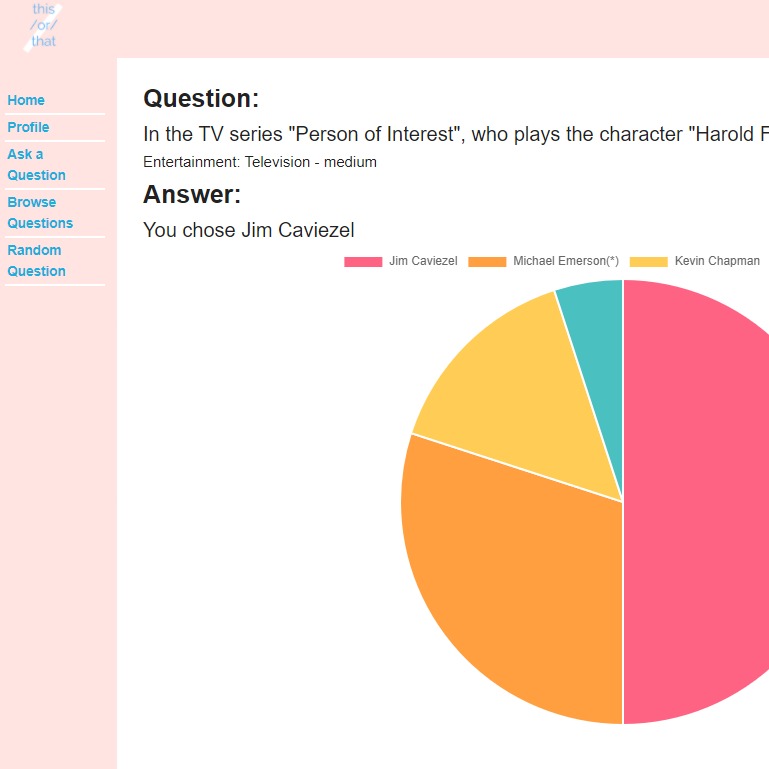 this
/or/
that
Home
Profile
Ask a
Question
Browse
Questions
Random
Question
Question:
In the TV series "Person of Interest", who plays the character "Harold F
Entertainment: Television - medium
Answer:
You chose Jim Caviezel
Jim Caviezel Michael Emerson(*) Kevin Chapman